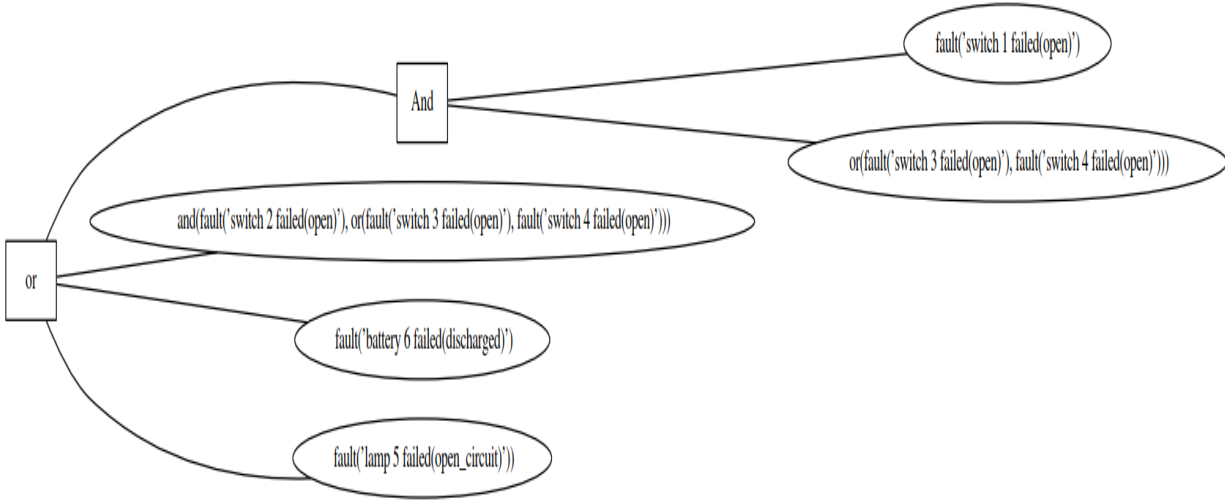 fault('switch 1 failed(open)')
And
or(fault('switch 3 failed(open)'), fault('switch 4 failed(open)')))
and(fault('switch 2 failed(open)'), or(fault('switch 3 failed(open)'), fault('switch 4 failed(open)')))
or
fault('battery 6 failed(discharged)')
fault('lamp 5 failed(open_circuit)'))